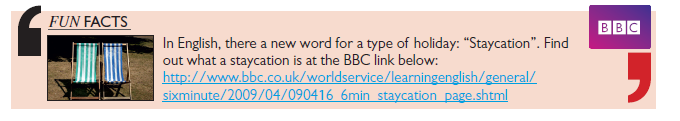 FUN FACTS
BBC
In English, there a new word for a type of holiday: “Staycation”. Find
out what a staycation is at the BBC link below:
http://www.bbc.co.uk/worldservice/learningenglish/general/
sixminute/2009/04/090416_6min_staycation_page.shtml